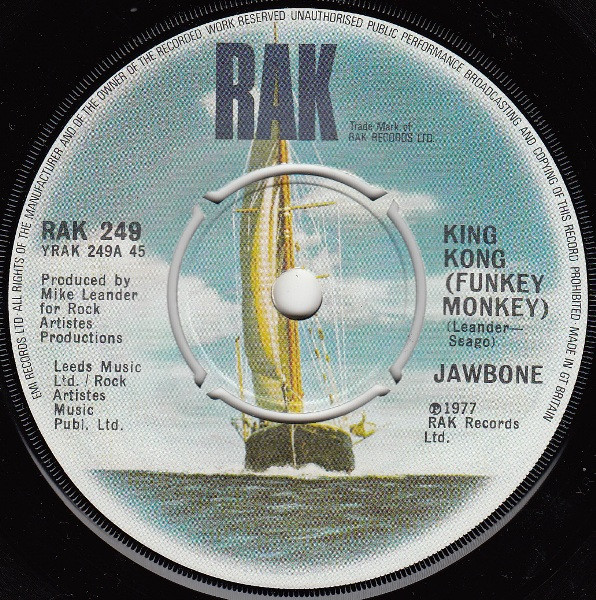 EMI RECORDS LTD· ALL RIGHTS OF THE MANUFACTURER AND OF THE OWNER OF THE RECORDED WORK RESERVED UNAUTHORISED PUBLIC PERFORMANCE BROADCASTING AND COPYING OF THIS RECORD PROHIBITED · MADE IN GT BRITAIN
RAK
Trade Mark of
RAK RECORDS LTD.
RAK 249
YRAK 249A 45
Produced by
Mike Leander
for Rock
Artistes
Productions
Leeds Music
Ltd. / Rock
Artistes
Music
Publ. Ltd.
KING
KONG
(FUNKEY
MONKEY)
(Leander—
Seago)
JAWBONE
℗1977
RAK Records
Ltd.